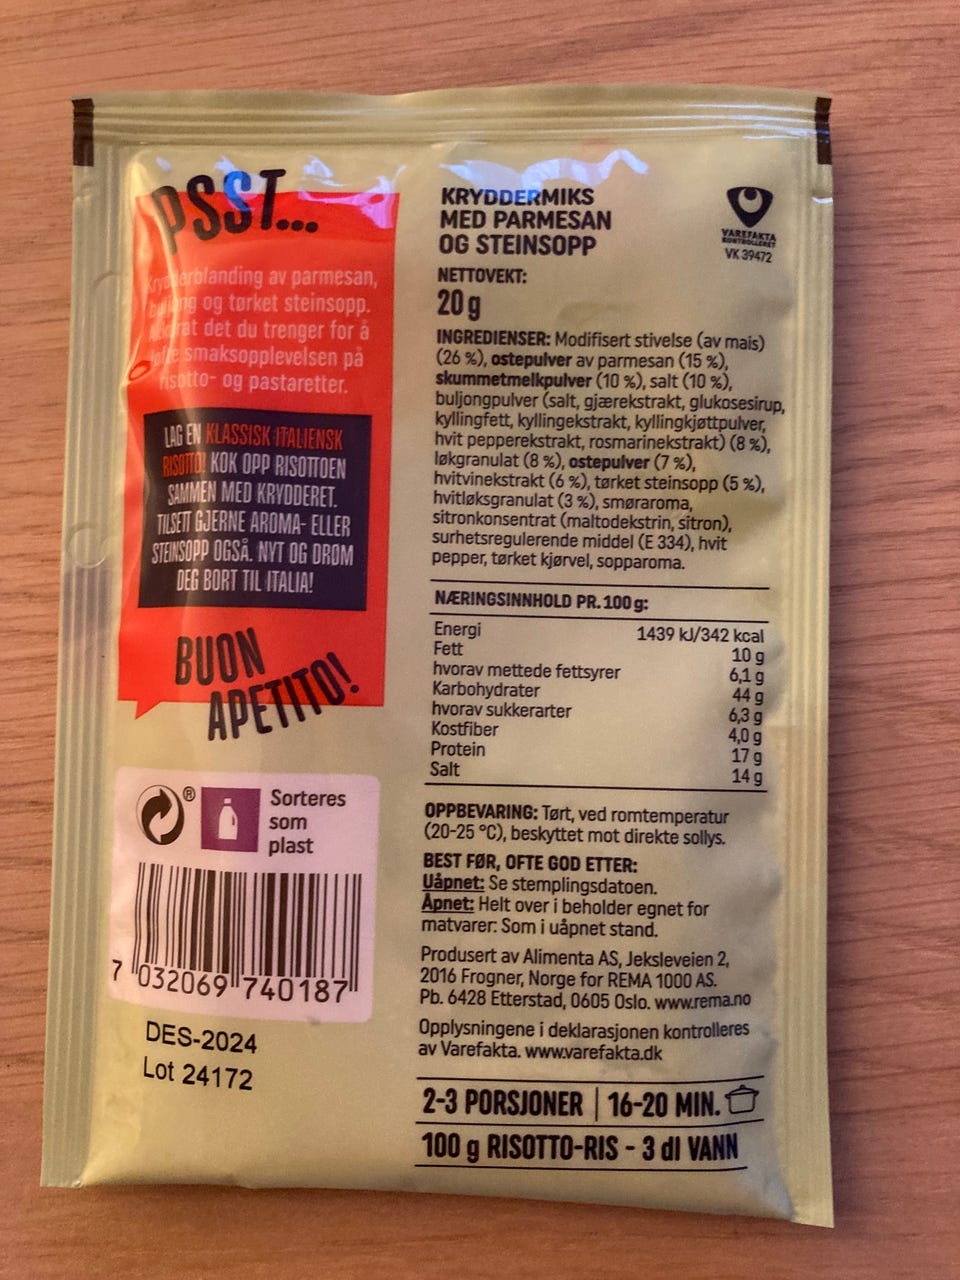 PSST...
Krydderblanding av parmesan,
buljong og tørket steinsopp.
Akkurat det du trenger for å
løfte smaksopplevelsen på
risotto- og pastaretter.
LAG EN KLASSISK ITALIENSK
RISOTTO! KOK OPP RISOTTOEN
SAMMEN MED KRYDDERET.
TILSETT GJERNE AROMA- ELLER
STEINSOPP OGSÅ. NYT OG DRØM
DEG BORT TIL ITALIA!
BUON
APETITO!
®
Sorteres
som
plast
7 032069 740187
DES-2024
Lot 24172
KRYDDERMIKS
MED PARMESAN
OG STEINSOPP
VAREFAKTA
KONTROLLERET
VK 39472
NETTOVEKT:
20 g
INGREDIENSER: Modifisert stivelse (av mais)
(26 %), ostepulver av parmesan (15 %),
skummetmelkpulver (10 %), salt (10 %),
buljongpulver (salt, gjærekstrakt, glukosesirup,
kyllingfett, kyllingekstrakt, kyllingkjøttpulver,
hvit pepperekstrakt, rosmarinekstrakt) (8 %),
løkgranulat (8 %), ostepulver (7 %),
hvitvinekstrakt (6 %), tørket steinsopp (5 %),
hvitløksgranulat (3 %), smøraroma,
sitronkonsentrat (maltodekstrin, sitron),
surhetsregulerende middel (E 334), hvit
pepper, tørket kjørvel, sopparoma.
NÆRINGSINNHOLD PR. 100 g:
Energi 1439 kJ/342 kcal
Fett 10 g
hvorav mettede fettsyrer 6,1 g
Karbohydrater 44 g
hvorav sukkerarter 6,3 g
Kostfiber 4,0 g
Protein 17 g
Salt 14 g
OPPBEVARING: Tørt, ved romtemperatur
(20-25 °C), beskyttet mot direkte sollys.
BEST FØR, OFTE GOD ETTER:
Uåpnet: Se stemplingsdatoen.
Åpnet: Helt over i beholder egnet for
matvarer: Som i uåpnet stand.
Produsert av Alimenta AS, Jeksleveien 2,
2016 Frogner, Norge for REMA 1000 AS.
Pb. 6428 Etterstad, 0605 Oslo. www.rema.no
Opplysningene i deklarasjonen kontrolleres
av Varefakta. www.varefakta.dk
2-3 PORSJONER | 16-20 MIN.
100 g RISOTTO-RIS - 3 dl VANN